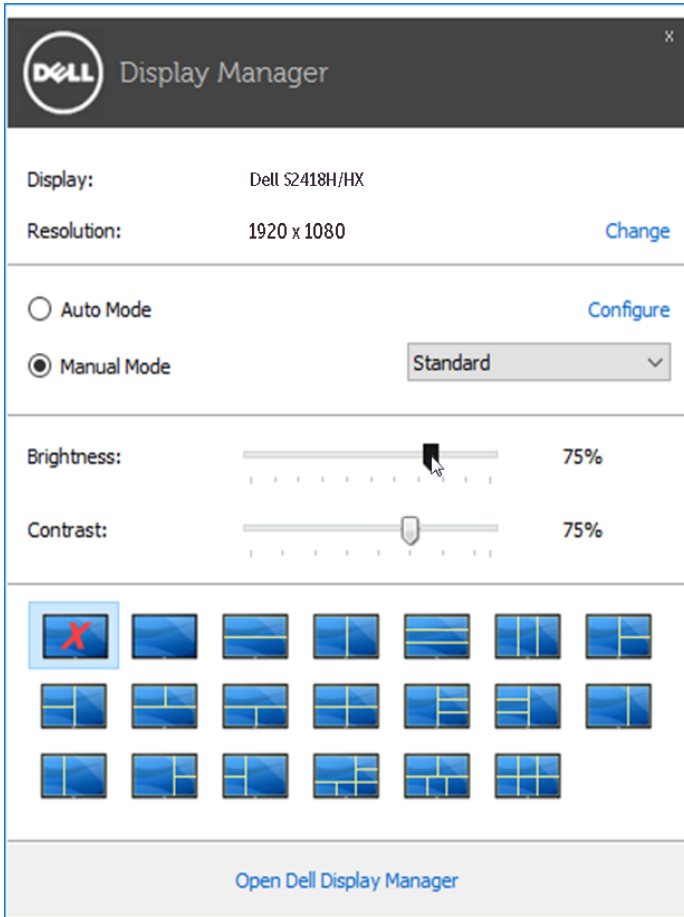 DELL Display Manager x
Display: Dell S2418H/HX
Resolution: 1920 x 1080 Change
Auto Mode Configure
Manual Mode Standard
Brightness: 75%
Contrast: 75%
X
Open Dell Display Manager